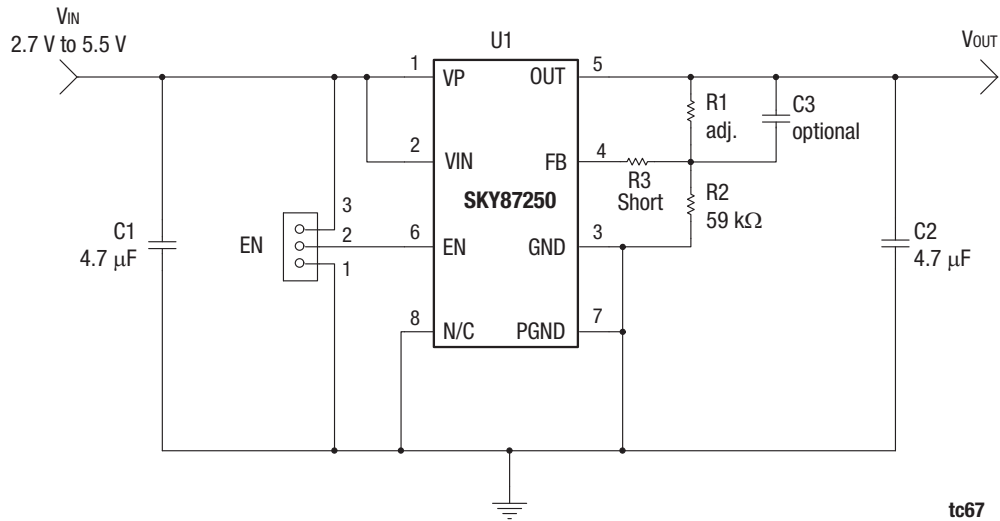 VIN
2.7 V to 5.5 V
U1
VOUT
1
VP
OUT
5
R1
adj.
C3
optional
2
VIN
FB
4
R3
Short
R2
59 kΩ
SKY87250
3
2
1
EN
6
EN
GND
3
C1
4.7 μF
C2
4.7 μF
8
N/C
PGND
7
tc67